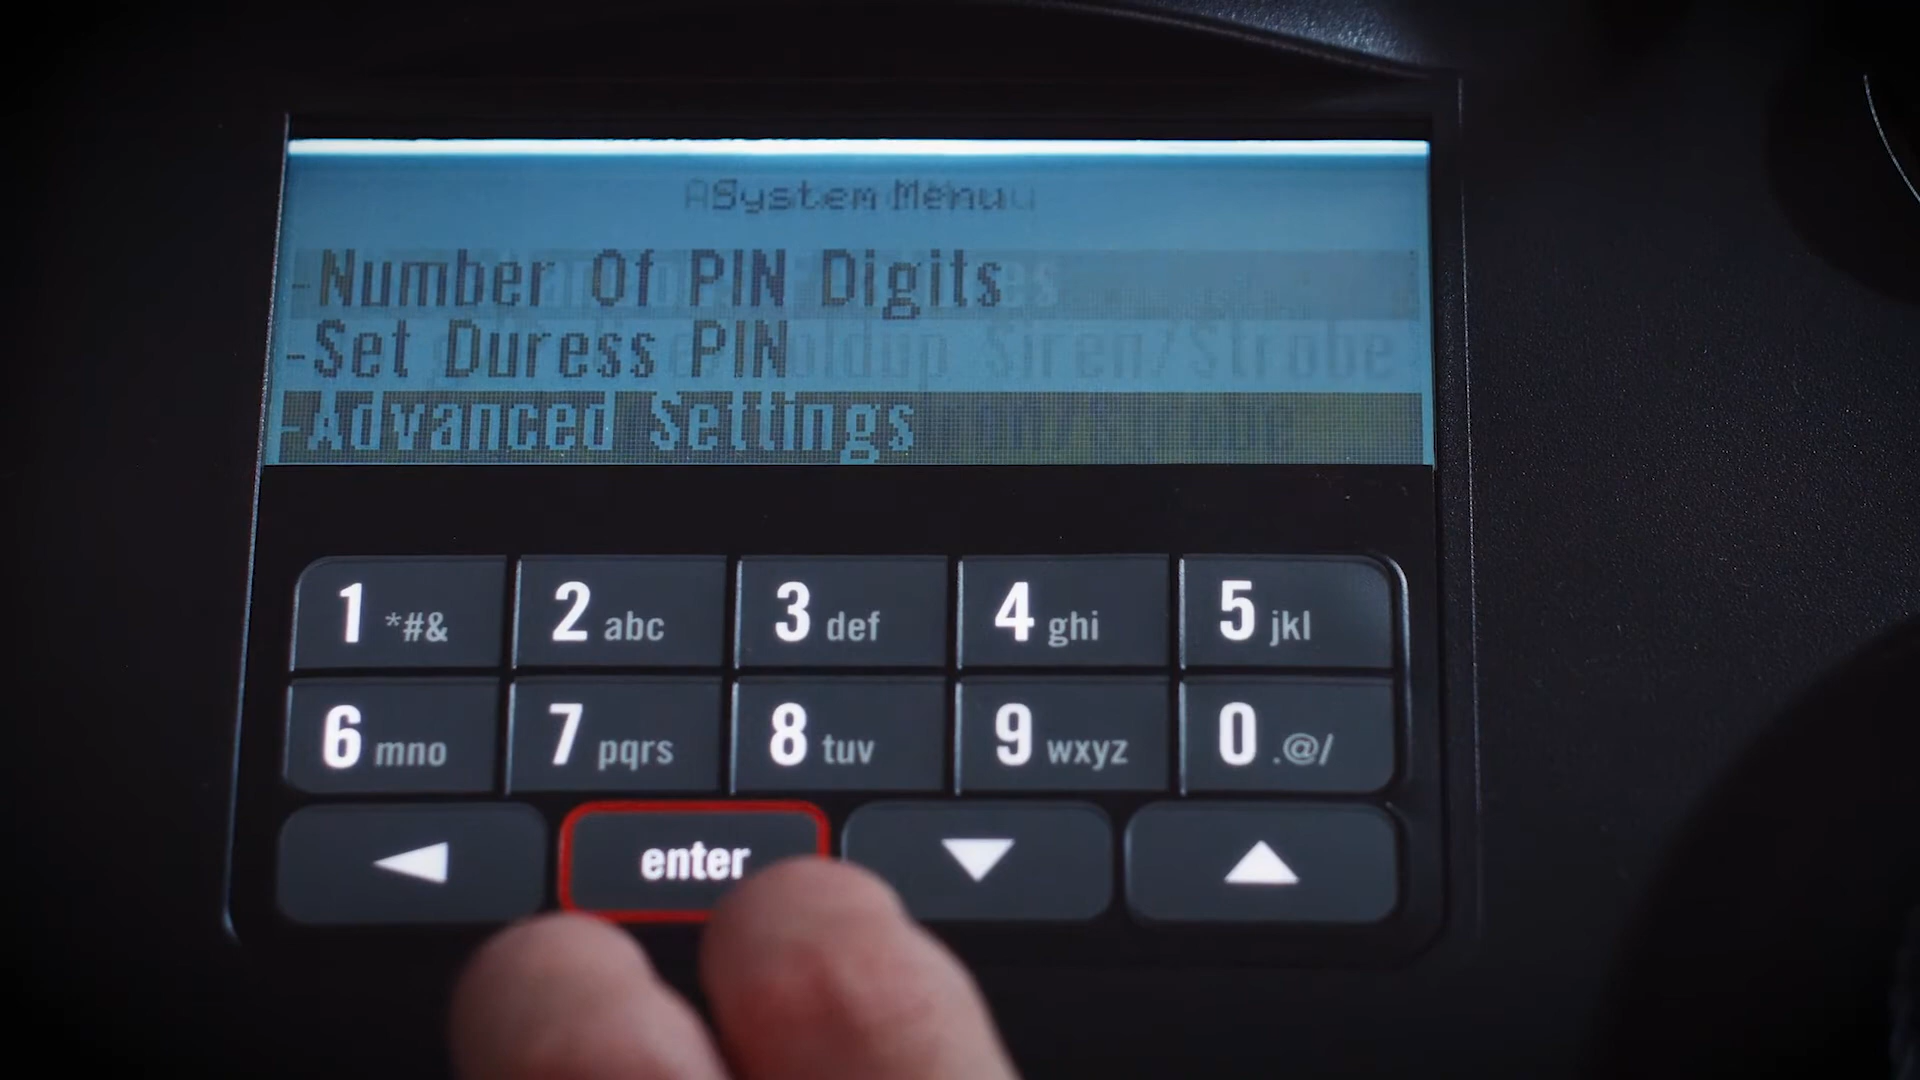 System Menu
-Number Of PIN Digits
-Set Duress PIN
-Advanced Settings
1 *#&
2 abc
3 def
4 ghi
5 jkl
6 mno
7 pqrs
8 tuv
9 wxyz
0 .@/
enter